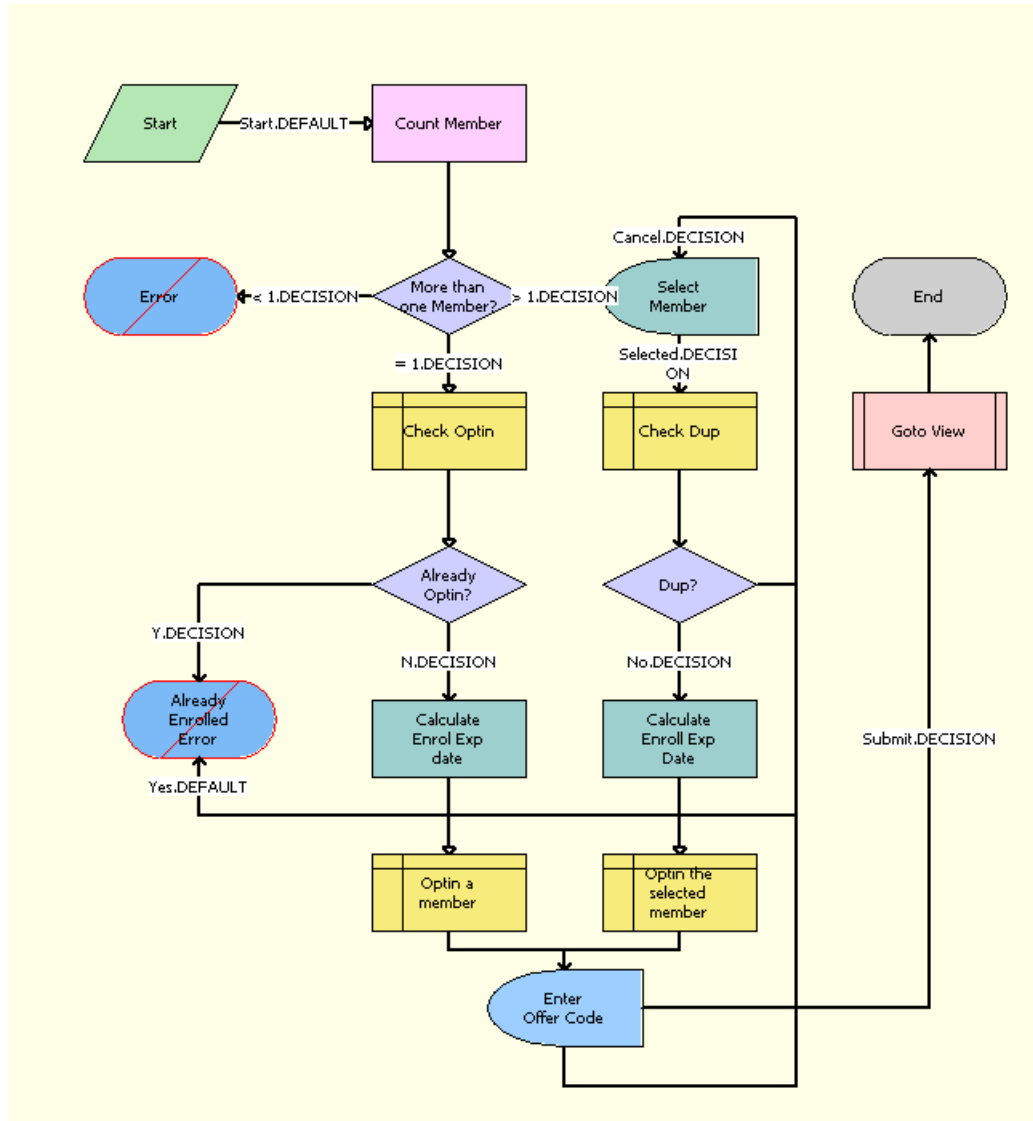 Start
Start.DEFAULT
Count Member
Cancel.DECISION
Error
< 1.DECISION
More than
one Member?
> 1.DECISION
Select
Member
End
= 1.DECISION
Selected.DECISI
ON
Check Optin
Check Dup
Goto View
Already
Optin?
Dup?
Y.DECISION
N.DECISION
No.DECISION
Already
Enrolled
Error
Calculate
Enrol Exp
date
Calculate
Enroll Exp
Date
Submit.DECISION
Yes.DEFAULT
Optin a
member
Optin the
selected
member
Enter
Offer Code